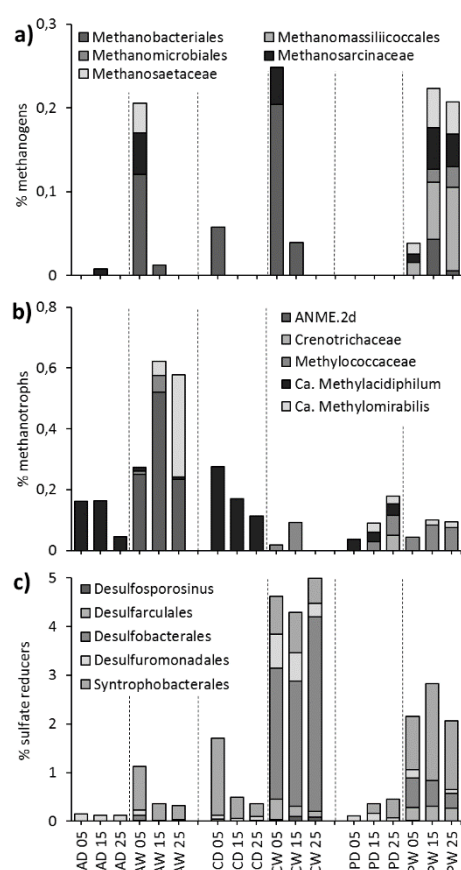 a)
Methanobacteriales
Methanomassiliicoccales
Methanomicrobiales
Methanosarcinaceae
Methanosaetaceae
% methanogens
0,3
0,2
0,1
0
b)
ANME.2d
Crenotrichaceae
Methylococcaceae
Ca. Methylacidiphilum
Ca. Methylomirabilis
% methanotrophs
0,8
0,6
0,4
0,2
0
c)
Desulfosporosinus
Desulfarculales
Desulfobacterales
Desulfuromonadales
Syntrophobacterales
% sulfate reducers
5
4
3
2
1
0
AD 05
AD 15
AD 25
AW 05
AW 15
AW 25
CD 05
CD 15
CD 25
CW 05
CW 15
CW 25
PD 05
PD 15
PD 25
PW 05
PW 15
PW 25